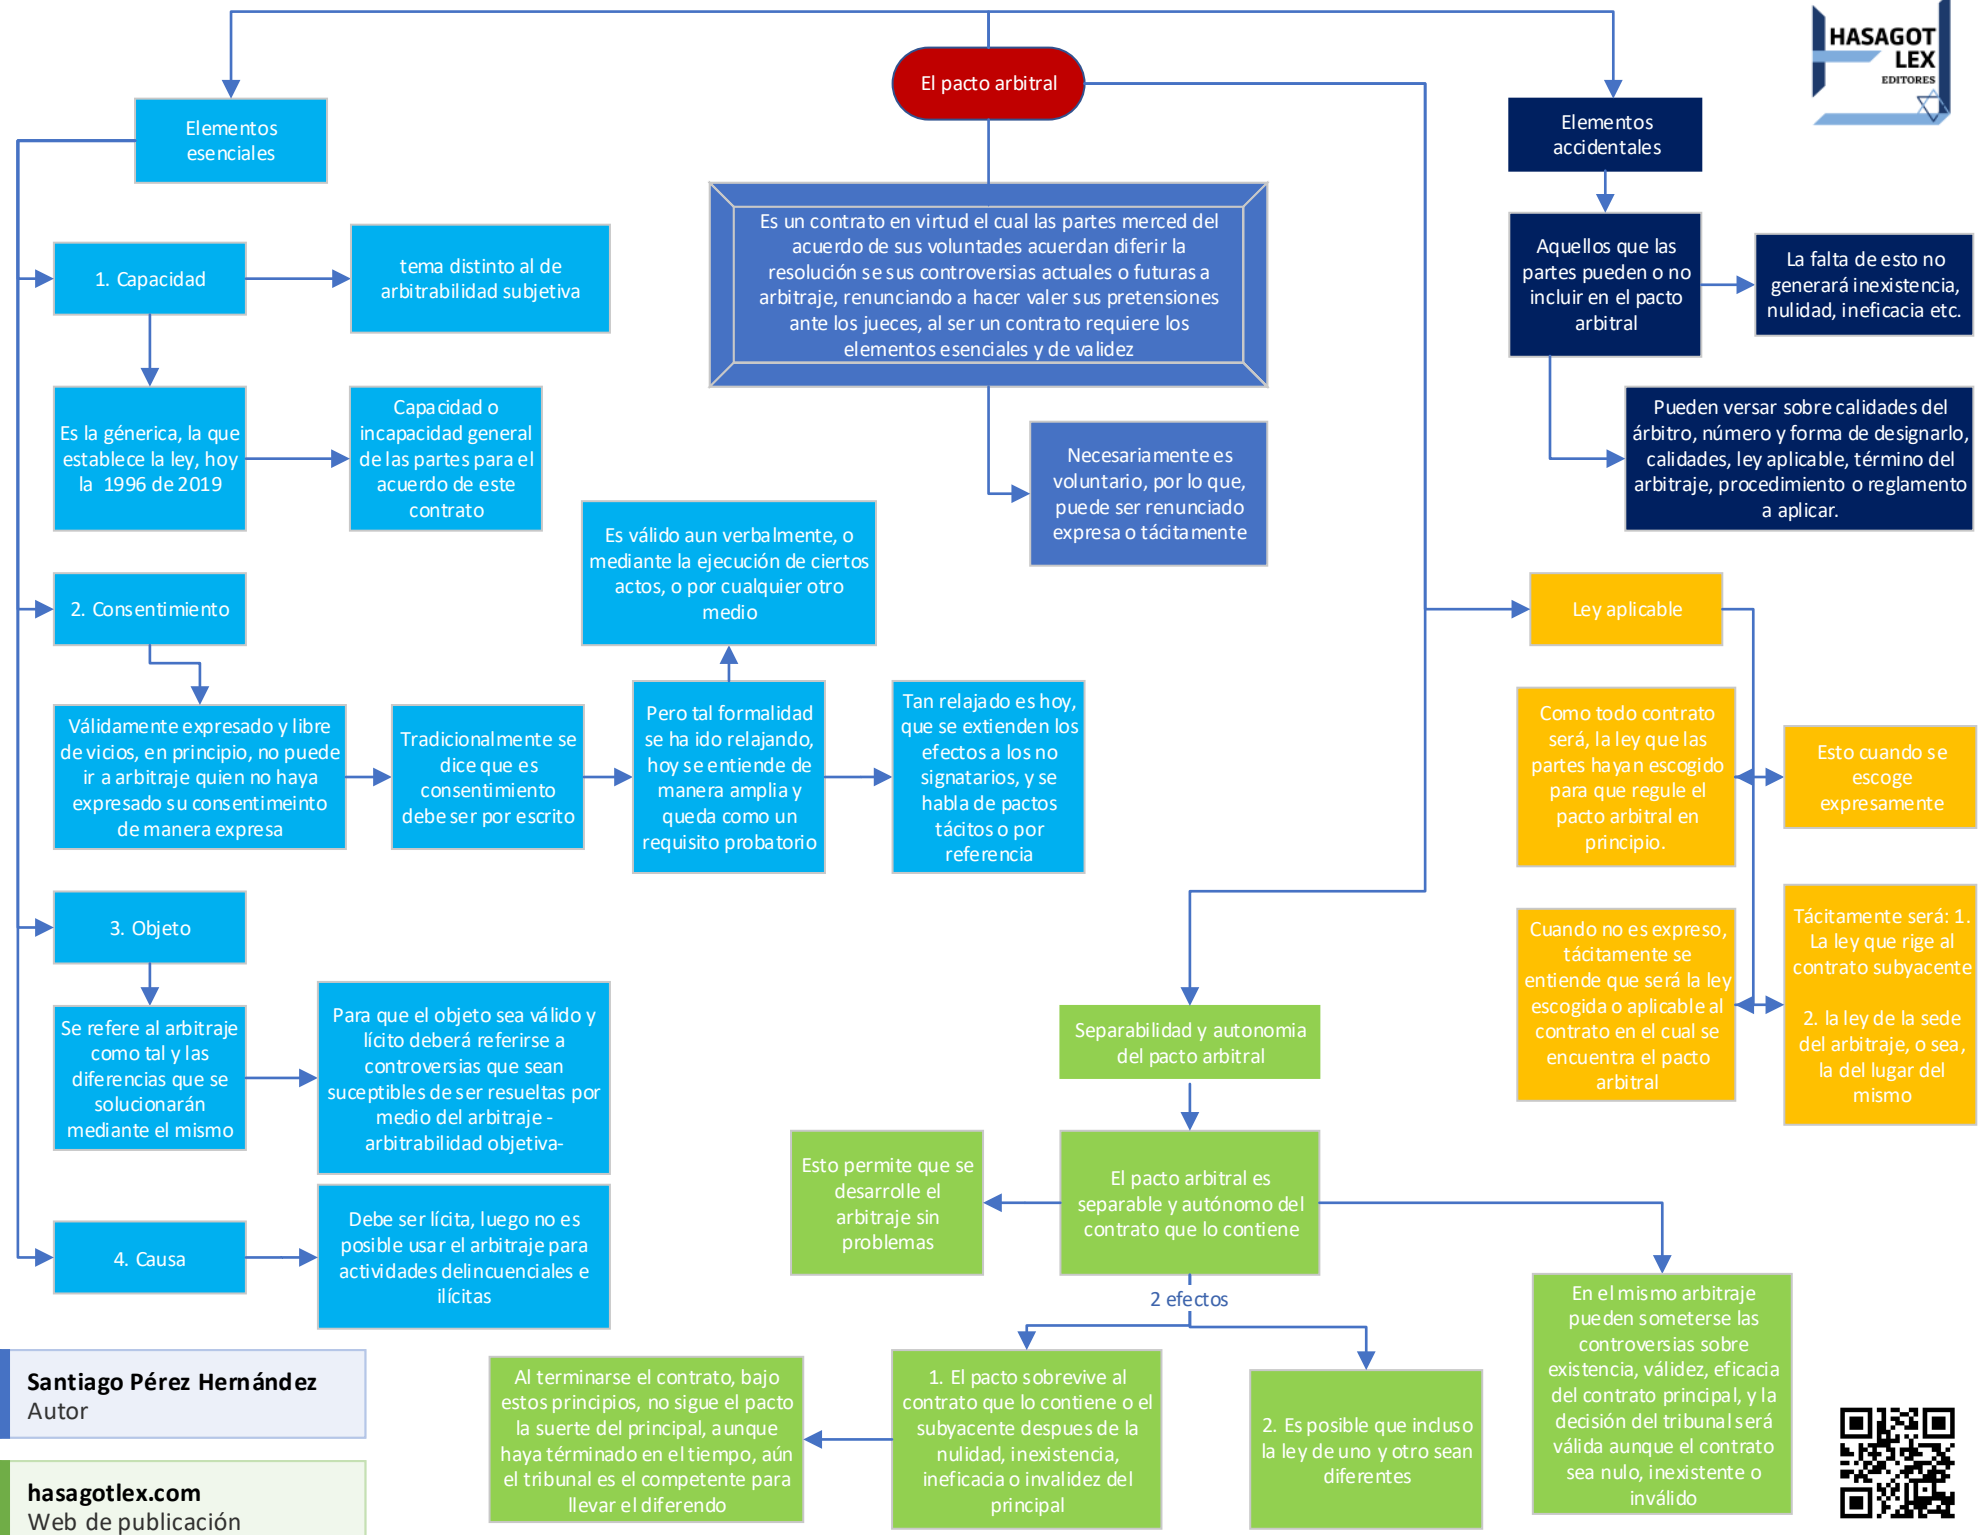 HASAGOT
LEX
EDITORES
El pacto arbitral
Es un contrato en virtud el cual las partes merced del
acuerdo de sus voluntades acuerdan diferir la
resolución se sus controversias actuales o futuras a
arbitraje, renunciando a hacer valer sus pretensiones
ante los jueces, al ser un contrato requiere los
elementos esenciales y de validez
Necesariamente es
voluntario, por lo que,
puede ser renunciado
expresa o tácitamente
Elementos
esenciales
1. Capacidad
tema distinto al de
arbitrabilidad subjetiva
Es la génerica, la que
establece la ley, hoy
la 1996 de 2019
Capacidad o
incapacidad general
de las partes para el
acuerdo de este
contrato
2. Consentimiento
Válidamente expresado y libre
de vicios, en principio, no puede
ir a arbitraje quien no haya
expresado su consentimeinto
de manera expresa
Tradicionalmente se
dice que es
consentimiento
debe ser por escrito
Pero tal formalidad
se ha ido relajando,
hoy se entiende de
manera amplia y
queda como un
requisito probatorio
Es válido aun verbalmente, o
mediante la ejecución de ciertos
actos, o por cualquier otro
medio
Tan relajado es hoy,
que se extienden los
efectos a los no
signatarios, y se
habla de pactos
tácitos o por
referencia
3. Objeto
Se refere al arbitraje
como tal y las
diferencias que se
solucionarán
mediante el mismo
Para que el objeto sea válido y
lícito deberá referirse a
controversias que sean
suceptibles de ser resueltas por
medio del arbitraje -
arbitrabilidad objetiva-
4. Causa
Debe ser lícita, luego no es
posible usar el arbitraje para
actividades delincuenciales e
ilícitas
Elementos
accidentales
Aquellos que las
partes pueden o no
incluir en el pacto
arbitral
La falta de esto no
generará inexistencia,
nulidad, ineficacia etc.
Pueden versar sobre calidades del
árbitro, número y forma de designarlo,
calidades, ley aplicable, término del
arbitraje, procedimiento o reglamento
a aplicar.
Ley aplicable
Como todo contrato
será, la ley que las
partes hayan escogido
para que regule el
pacto arbitral en
principio.
Esto cuando se
escoge
expresamente
Cuando no es expreso,
tácitamente se
entiende que será la ley
escogida o aplicable al
contrato en el cual se
encuentra el pacto
arbitral
Tácitamente será: 1.
La ley que rige al
contrato subyacente
2. la ley de la sede
del arbitraje, o sea,
la del lugar del
mismo
Separabilidad y autonomia
del pacto arbitral
El pacto arbitral es
separable y autónomo del
contrato que lo contiene
Esto permite que se
desarrolle el
arbitraje sin
problemas
2 efectos
1. El pacto sobrevive al
contrato que lo contiene o el
subyacente despues de la
nulidad, inexistencia,
ineficacia o invalidez del
principal
Al terminarse el contrato, bajo
estos principios, no sigue el pacto
la suerte del principal, aunque
haya términado en el tiempo, aún
el tribunal es el competente para
llevar el diferendo
2. Es posible que incluso
la ley de uno y otro sean
diferentes
En el mismo arbitraje
pueden someterse las
controversias sobre
existencia, válidez, eficacia
del contrato principal, y la
decisión del tribunal será
válida aunque el contrato
sea nulo, inexistente o
inválido
Santiago Pérez Hernández
Autor
hasagotlex.com
Web de publicación